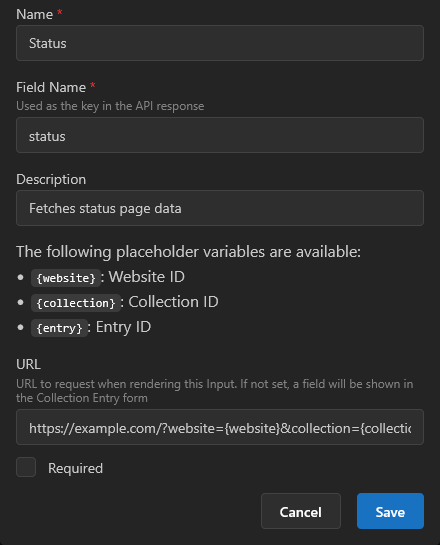 Name *
Status
Field Name *
Used as the key in the API response
status
Description
Fetches status page data
The following placeholder variables are available:
• {website}: Website ID
• {collection}: Collection ID
• {entry}: Entry ID
URL
URL to request when rendering this Input. If not set, a field will be shown in
the Collection Entry form
https://example.com/?website={website}&collection={collectio
Required
Cancel Save